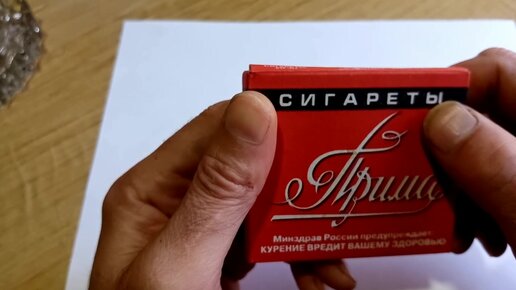 СИГАРЕТЫ
Прима
Минздрав России предупреждает
КУРЕНИЕ ВРЕДИТ ВАШЕМУ ЗДОРОВЬЮ